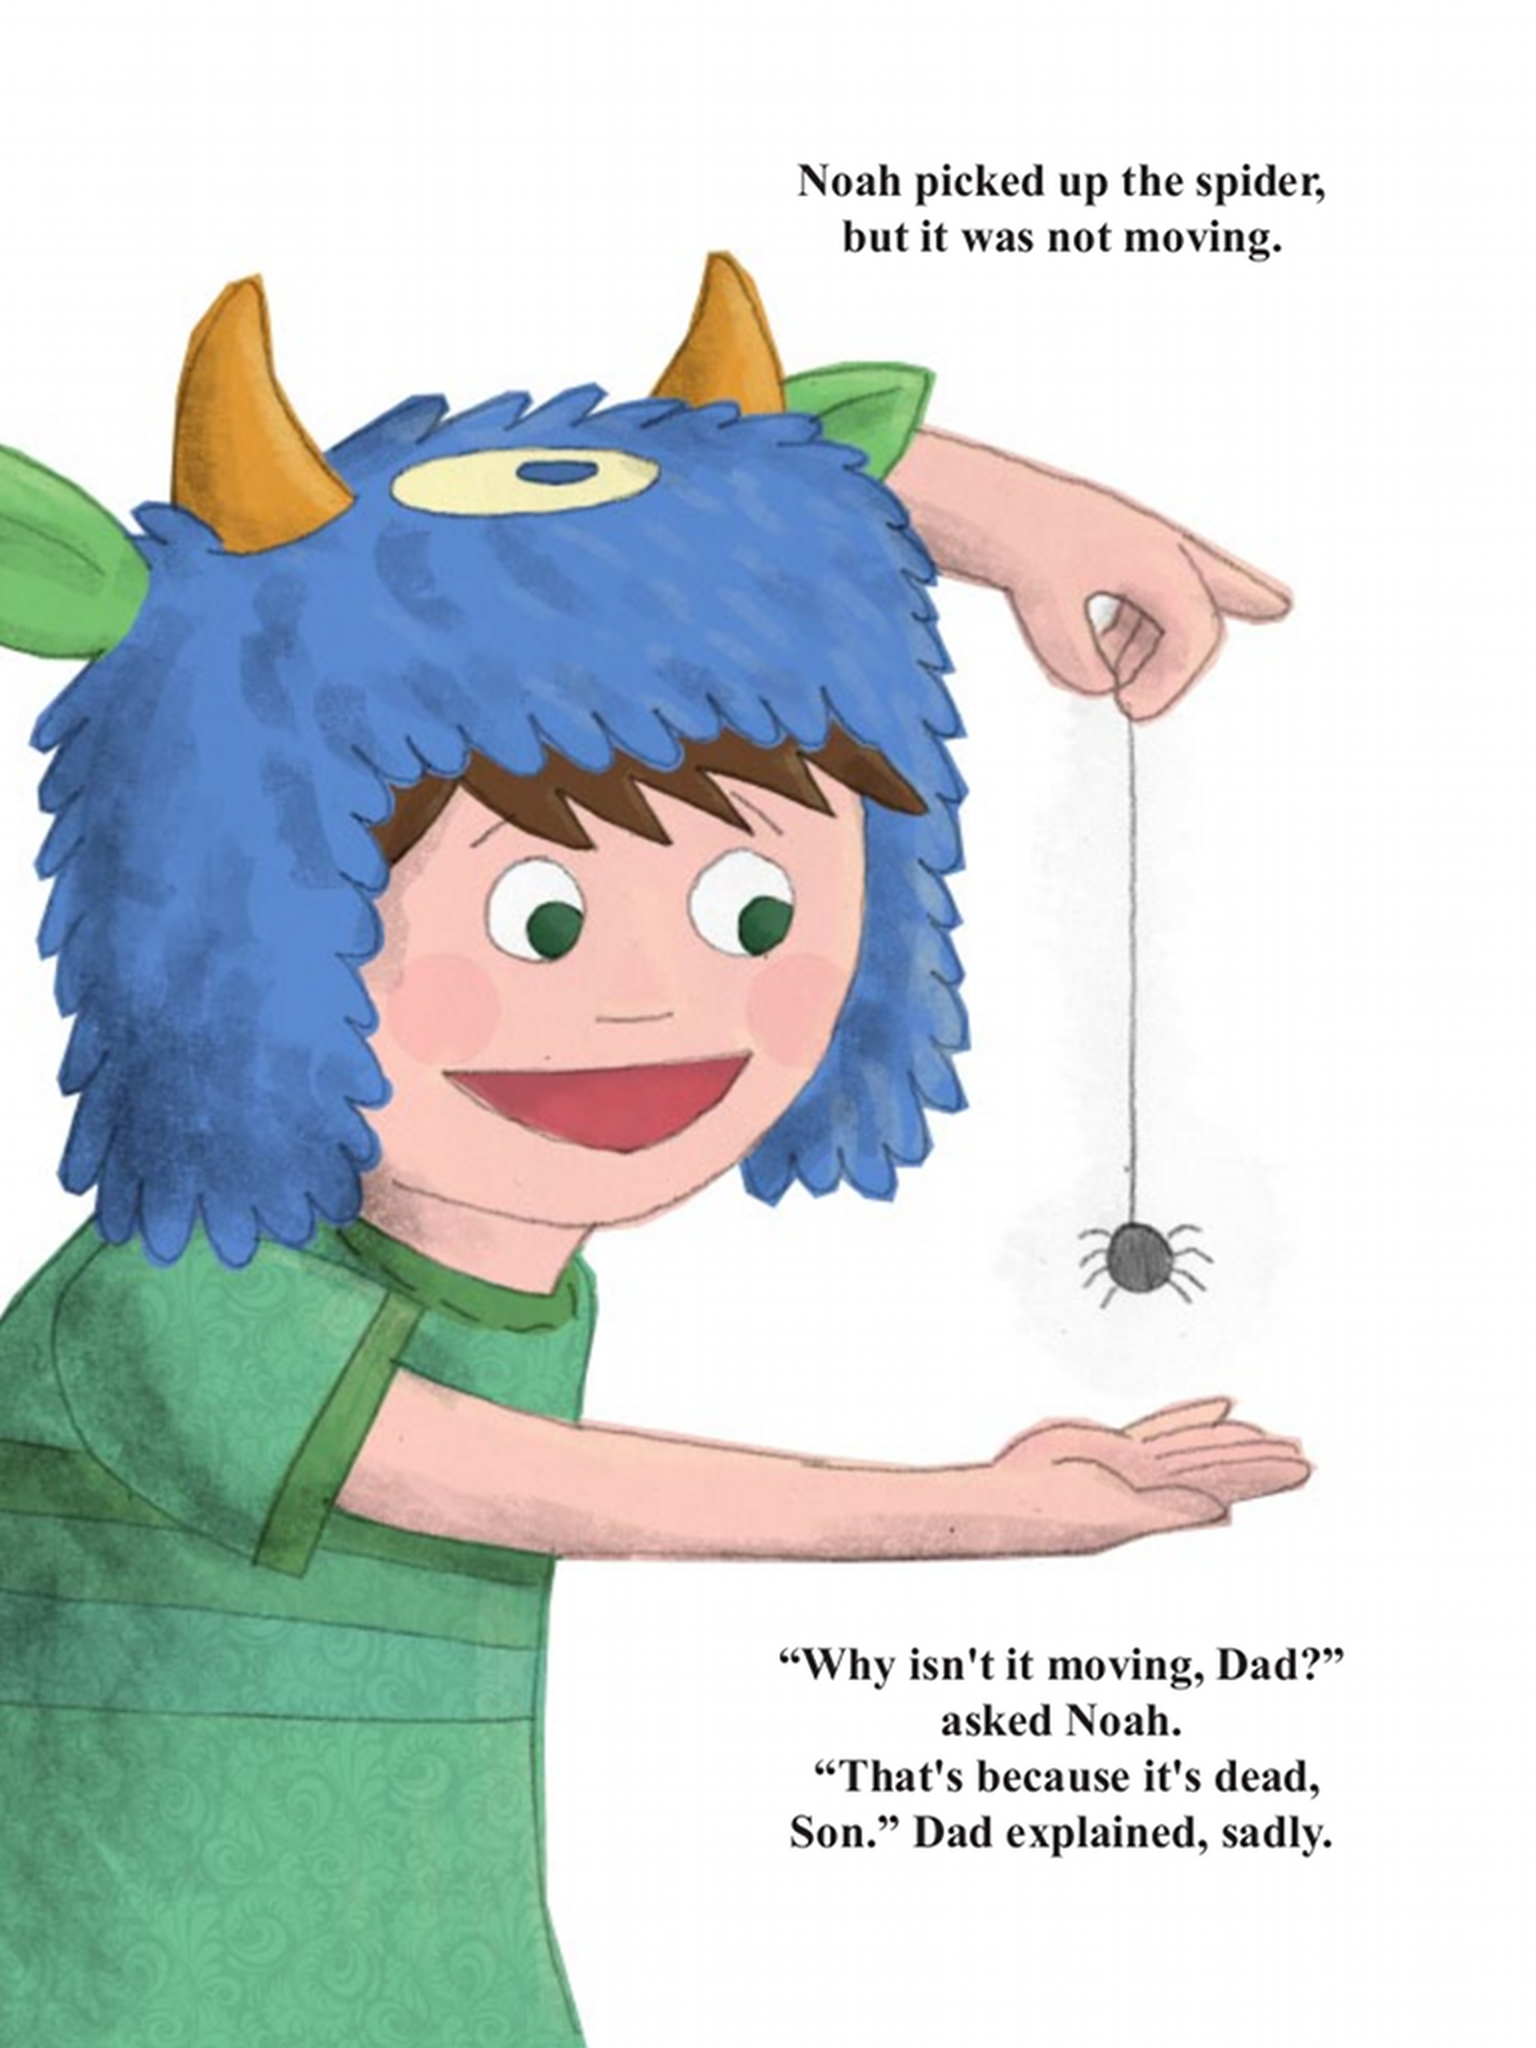 Noah picked up the spider,
but it was not moving.
“Why isn't it moving, Dad?”
asked Noah.
“That's because it's dead,
Son.” Dad explained, sadly.